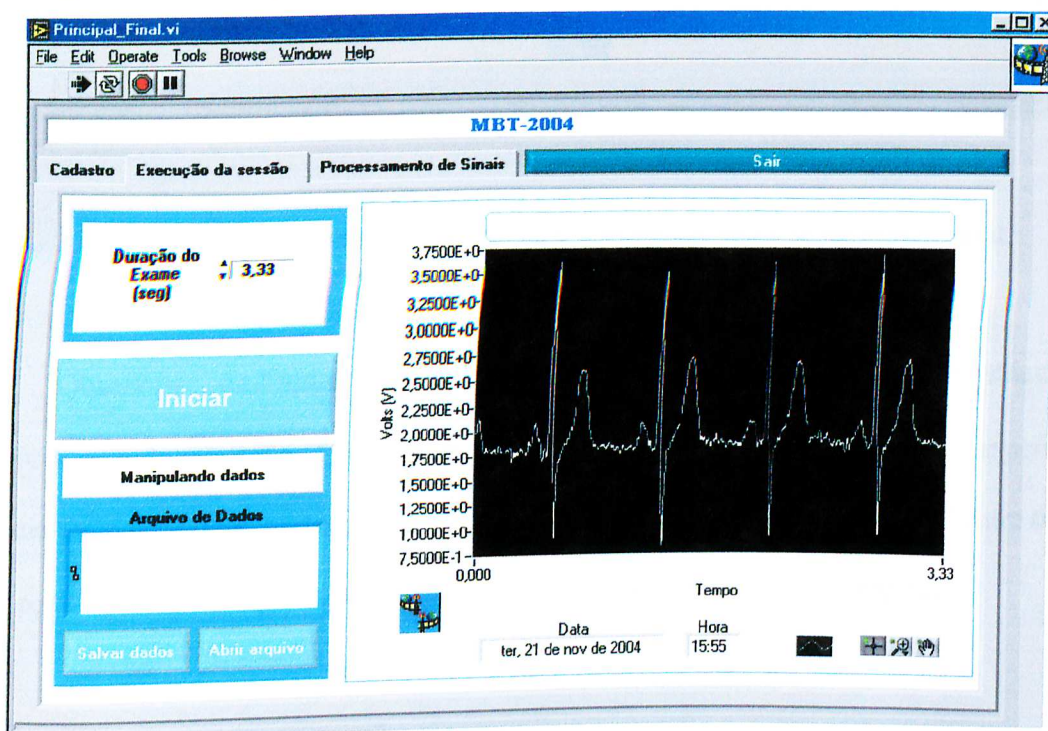 Principal_Final.vi
File Edit Operate Tools Browse Window Help
MBT-2004
Cadastro Execução da sessão Processamento de Sinais Sair
Duração do
Exame
(seg)
3,33
Iniciar
Manipulando dados
Arquivo de Dados
Salvar dados Abrir arquivo
Volts (V)
3,7500E+0
3,5000E+0
3,2500E+0
3,0000E+0
2,7500E+0
2,5000E+0
2,2500E+0
2,0000E+0
1,7500E+0
1,5000E+0
1,2500E+0
1,0000E+0
7,5000E-1
0,000 3,33
Tempo
Data Hora
ter, 21 de nov de 2004 15:55